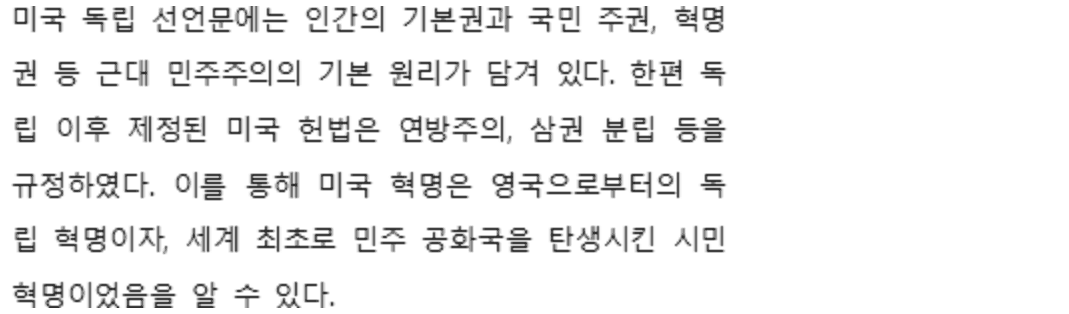 미국 독립 선언문에는 인간의 기본권과 국민 주권, 혁명
권 등 근대 민주주의의 기본 원리가 담겨 있다. 한편 독
립 이후 제정된 미국 헌법은 연방주의, 삼권 분립 등을
규정하였다. 이를 통해 미국 혁명은 영국으로부터의 독
립 혁명이자, 세계 최초로 민주 공화국을 탄생시킨 시민
혁명이었음을 알 수 있다.